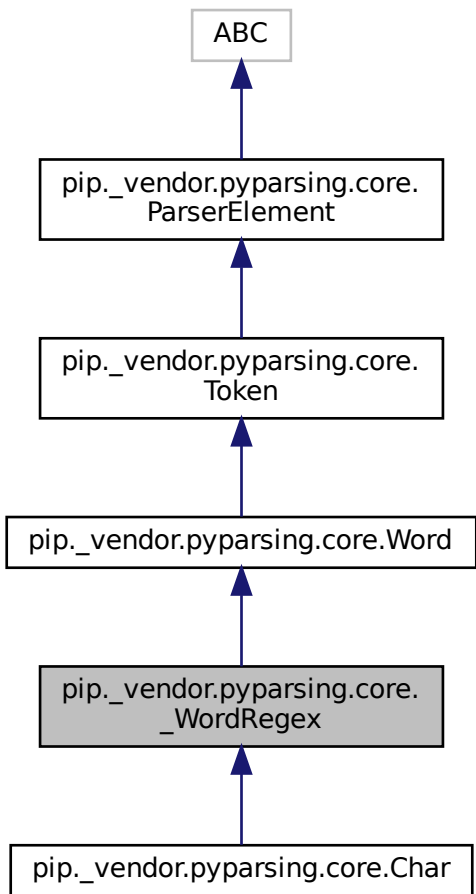 ABC
pip._vendor.pyparsing.core.
ParserElement
pip._vendor.pyparsing.core.
Token
pip._vendor.pyparsing.core.Word
pip._vendor.pyparsing.core.
_WordRegex
pip._vendor.pyparsing.core.Char